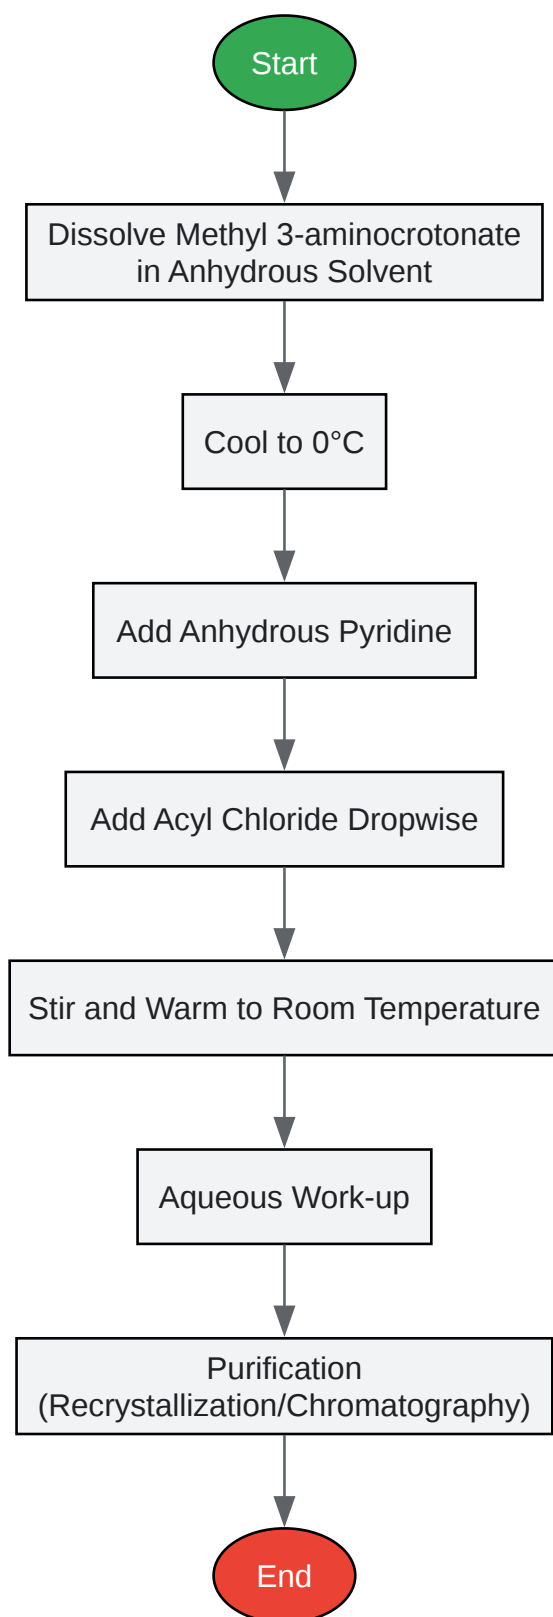 Start
Dissolve Methyl 3-aminocrotonate
in Anhydrous Solvent
Cool to 0°C
Add Anhydrous Pyridine
Add Acyl Chloride Dropwise
Stir and Warm to Room Temperature
Aqueous Work-up
Purification
(Recrystallization/Chromatography)
End